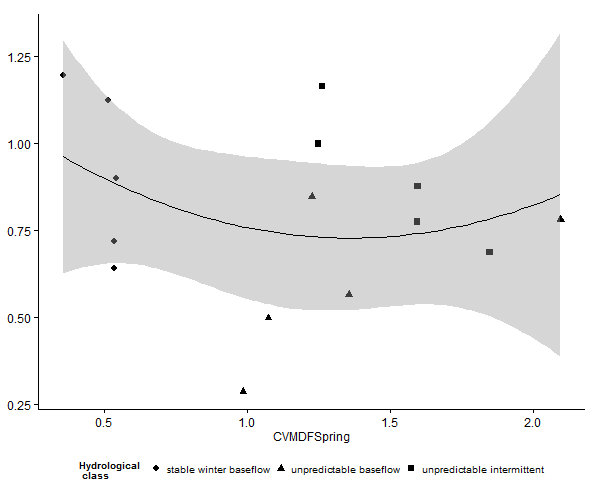 1.25
1.00
0.75
0.50
0.25
0.5 1.0 1.5 2.0
CVMDFSpring
Hydrological
class
stable winter baseflow unpredictable baseflow unpredictable intermittent